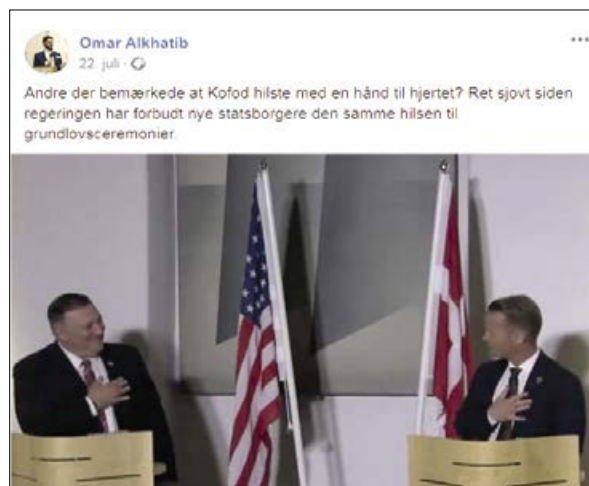 Omar Alkhatib
22. juli ·
Andre der bemærkede at Kofod hilste med en hånd til hjertet? Ret sjovt siden
regeringen har forbudt nye statsborgere den samme hilsen til
grundlovsceremonier.